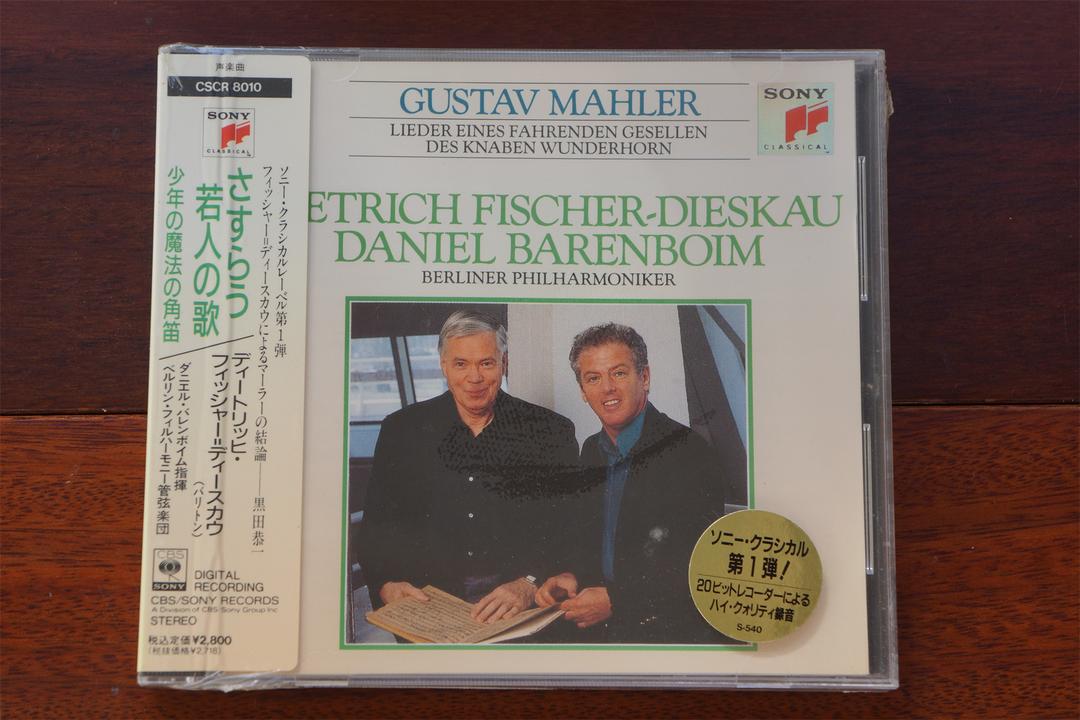 声楽曲
CSCR 8010
SONY
CLASSICAL
ソニー・クラシカルレーベル第1弾
フィッシャー=ディースカウによるマーラーの結論——黒田恭一
さすらう
若人の歌
少年の魔法の角笛
ディートリッヒ・
フィッシャー=ディースカウ
(バリトン)
ダニエル・バレンボイム指揮
ベルリン・フィルハーモニー管弦楽団
CBS
SONY
DIGITAL
RECORDING
CBS/SONY RECORDS
A Division of CBS/Sony Group Inc
STEREO
税込定価¥2,800
(税抜価格¥2,718)
GUSTAV MAHLER
LIEDER EINES FAHRENDEN GESELLEN
DES KNABEN WUNDERHORN
SONY
CLASSICAL
ETRICH FISCHER-DIESKAU
DANIEL BARENBOIM
BERLINER PHILHARMONIKER
ソニー・クラシカル
第1弾!
20ビットレコーダーによる
ハイ・クォリティ録音
S-540